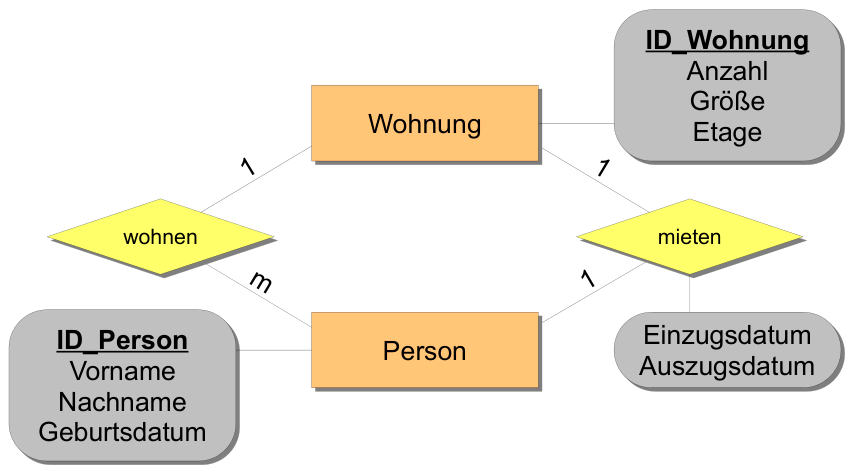 ID_Wohnung
Anzahl
Größe
Etage
Wohnung
1
1
wohnen
mieten
m
1
ID_Person
Vorname
Nachname
Geburtsdatum
Person
Einzugsdatum
Auszugsdatum